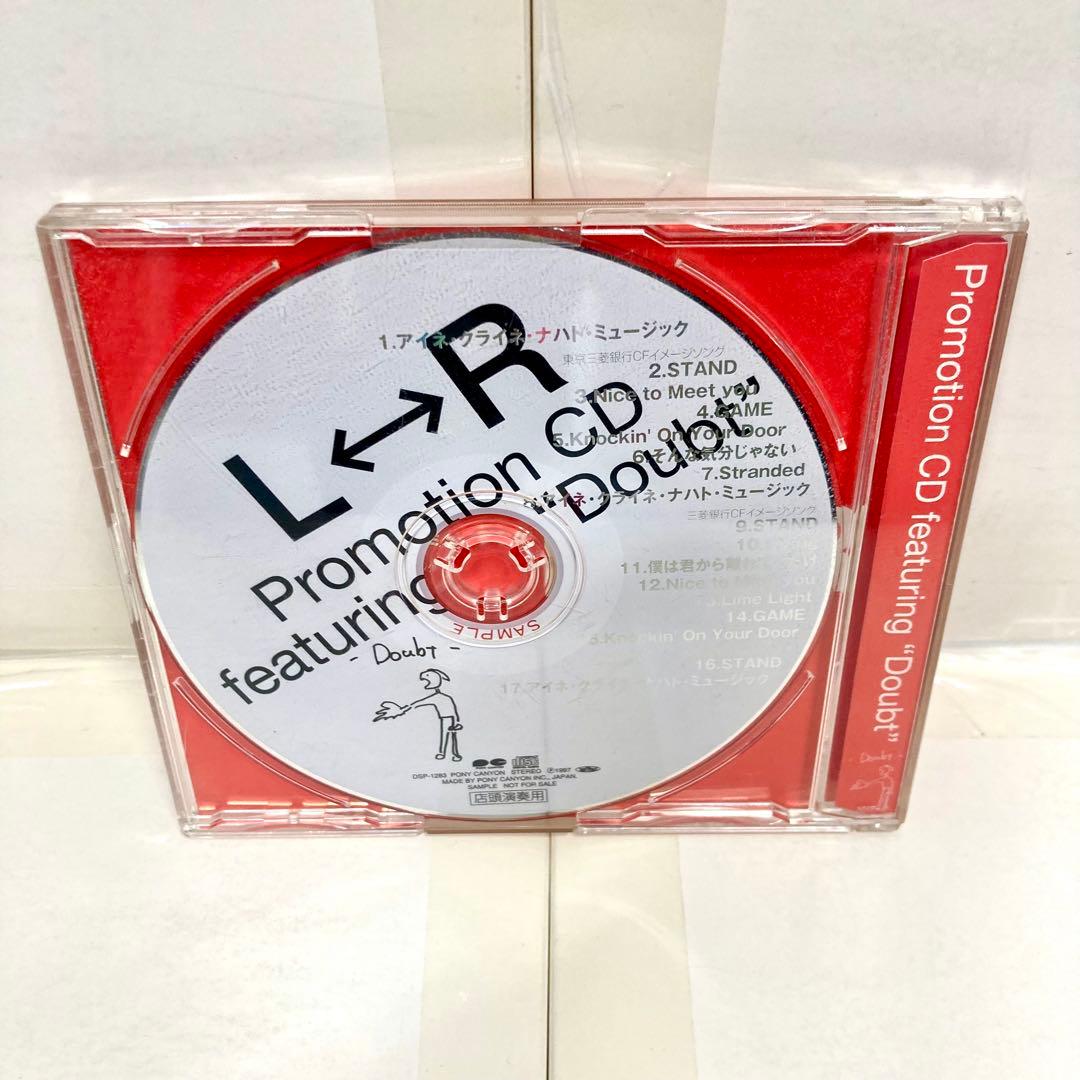 L↔R
Promotion CD
featuring “Doubt”
- Doubt -
SAMPLE
1.アイネ・クライネ・ナハト・ミュージック
東京三菱銀行CFイメージソング
2.STAND
3.Nice to Meet you
4.GAME
5.Knockin' On Your Door
6.そんな気分じゃない
7.Stranded
アイネ・クライネ・ナハト・ミュージック
三菱銀行CFイメージソング
9.STAND
10.
11.僕は君から離れ
12.Nice to Meet you
Lime Light
14.GAME
Knockin' On Your Door
16.STAND
17.アイネ・クライネ・ナハト・ミュージック
PONY CANYON
DSP-1283 PONY CANYON STEREO ℗1997
MADE BY PONY CANYON INC., JAPAN.
SAMPLE NOT FOR SALE
店頭演奏用
Promotion CD featuring “Doubt”